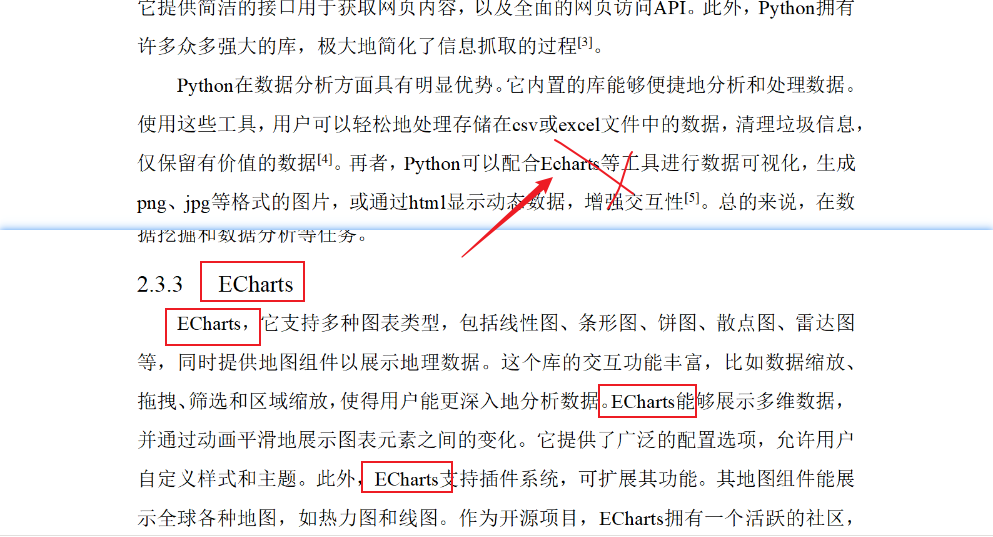 它提供简洁的接口用于获取网页内容，以及全面的网页访问API。此外，Python拥有
许多众多强大的库，极大地简化了信息抓取的过程[3]。
Python在数据分析方面具有明显优势。它内置的库能够便捷地分析和处理数据。
使用这些工具，用户可以轻松地处理存储在csv或excel文件中的数据，清理垃圾信息，
仅保留有价值的数据[4]。再者，Python可以配合Echarts等工具进行数据可视化，生成
png、jpg等格式的图片，或通过html显示动态数据，增强交互性[5]。总的来说，在数
据挖掘和数据分析等任务。
2.3.3 ECharts
ECharts，它支持多种图表类型，包括线性图、条形图、饼图、散点图、雷达图
等，同时提供地图组件以展示地理数据。这个库的交互功能丰富，比如数据缩放、
拖拽、筛选和区域缩放，使得用户能更深入地分析数据。ECharts能够展示多维数据，
并通过动画平滑地展示图表元素之间的变化。它提供了广泛的配置选项，允许用户
自定义样式和主题。此外，ECharts支持插件系统，可扩展其功能。其地图组件能展
示全球各种地图，如热力图和线图。作为开源项目，ECharts拥有一个活跃的社区，